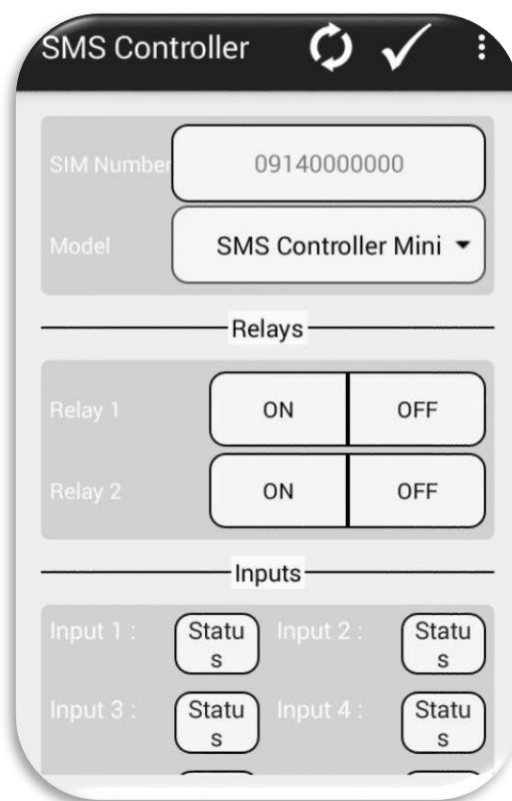 SMS Controller
SIM Number 09140000000
Model SMS Controller Mini
Relays
Relay 1 ON OFF
Relay 2 ON OFF
Inputs
Input 1 : Statu Input 2 : Statu
s s
Input 3 : Statu Input 4 : Statu
s s